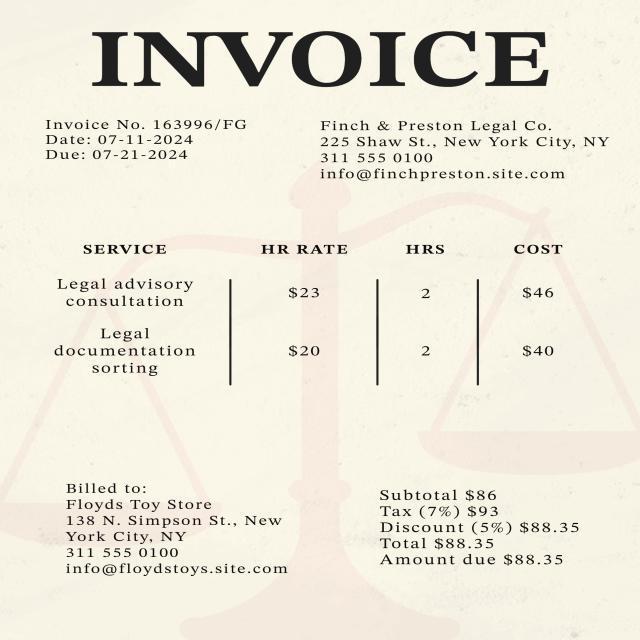 INVOICE
Invoice No. 163996/FG
Date: 07-11-2024
Due: 07-21-2024
Finch & Preston Legal Co.
225 Shaw St., New York City, NY
311 555 0100
info@finchpreston.site.com
SERVICE HR RATE HRS COST
Legal advisory
consultation
$23 2 $46
Legal
documentation
sorting
$20 2 $40
Billed to:
Floyds Toy Store
138 N. Simpson St., New
York City, NY
311 555 0100
info@floydstoys.site.com
Subtotal $86
Tax (7%) $93
Discount (5%) $88.35
Total $88.35
Amount due $88.35